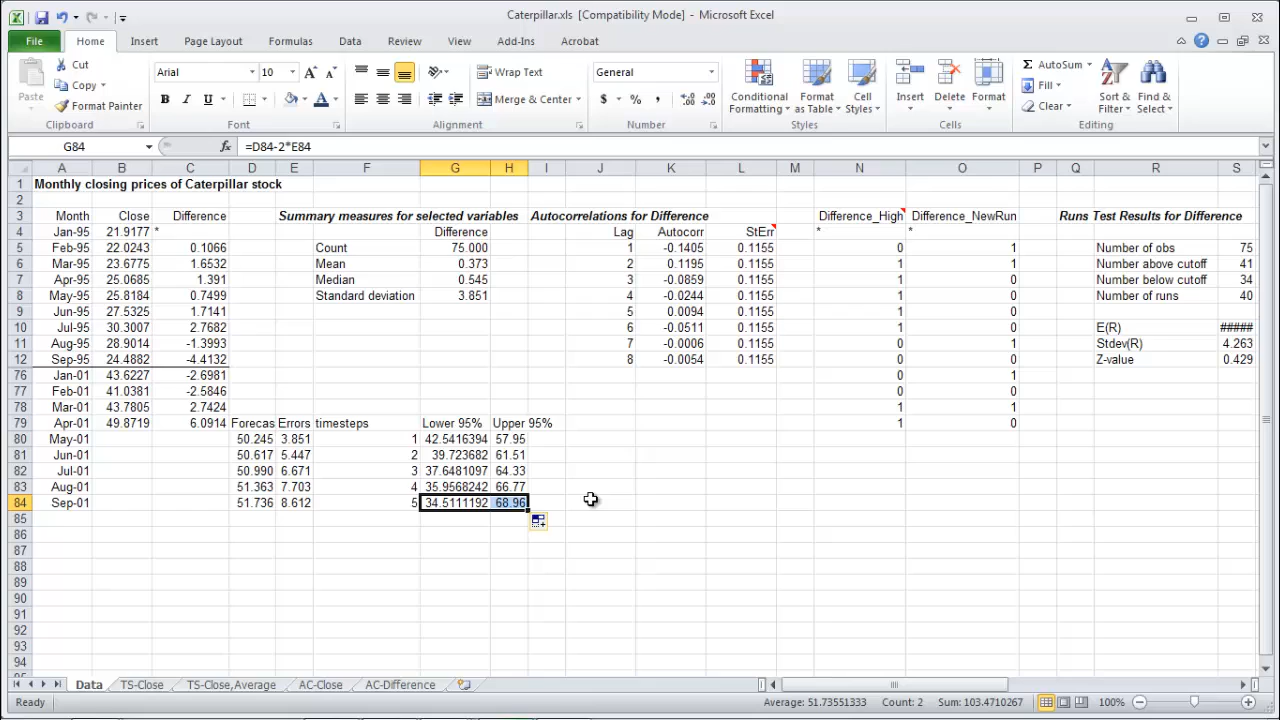 Caterpillar.xls [Compatibility Mode] - Microsoft Excel
File Home Insert Page Layout Formulas Data Review View Add-Ins Acrobat
Paste Cut Copy Format Painter Clipboard
Arial 10 A A B I U A Font
Wrap Text Merge & Center Alignment
General $ % , Number
Conditional Formatting Format as Table Cell Styles Styles
Insert Delete Format Cells
Σ AutoSum Fill Clear Sort & Filter Find & Select Editing
G84 fx =D84-2*E84
A B C D E F G H I J K L M N O P Q R S
1 Monthly closing prices of Caterpillar stock
2
3 Month Close Difference Summary measures for selected variables Autocorrelations for Difference Difference_High Difference_NewRun Runs Test Results for Difference
4 Jan-95 21.9177 * Difference Lag Autocorr StErr * *
5 Feb-95 22.0243 0.1066 Count 75.000 1 -0.1405 0.1155 0 1 Number of obs 75
6 Mar-95 23.6775 1.6532 Mean 0.373 2 0.1195 0.1155 1 1 Number above cutoff 41
7 Apr-95 25.0685 1.391 Median 0.545 3 -0.0859 0.1155 1 0 Number below cutoff 34
8 May-95 25.8184 0.7499 Standard deviation 3.851 4 -0.0244 0.1155 1 0 Number of runs 40
9 Jun-95 27.5325 1.7141 5 0.0094 0.1155 1 0
10 Jul-95 30.3007 2.7682 6 -0.0511 0.1155 1 0 E(R) #####
11 Aug-95 28.9014 -1.3993 7 -0.0006 0.1155 0 1 Stdev(R) 4.263
12 Sep-95 24.4882 -4.4132 8 -0.0054 0.1155 0 0 Z-value 0.429
76 Jan-01 43.6227 -2.6981 0 1
77 Feb-01 41.0381 -2.5846 0 0
78 Mar-01 43.7805 2.7424 1 1
79 Apr-01 49.8719 6.0914 Forecas Errors timesteps Lower 95% Upper 95% 1 0
80 May-01 50.245 3.851 1 42.5416394 57.95
81 Jun-01 50.617 5.447 2 39.723682 61.51
82 Jul-01 50.990 6.671 3 37.6481097 64.33
83 Aug-01 51.363 7.703 4 35.9568242 66.77
84 Sep-01 51.736 8.612 5 34.5111192 68.96
85
86
87
88
89
90
91
92
93
94
Data TS-Close TS-Close,Average AC-Close AC-Difference
Ready Average: 51.73551333 Count: 2 Sum: 103.4710267 100%